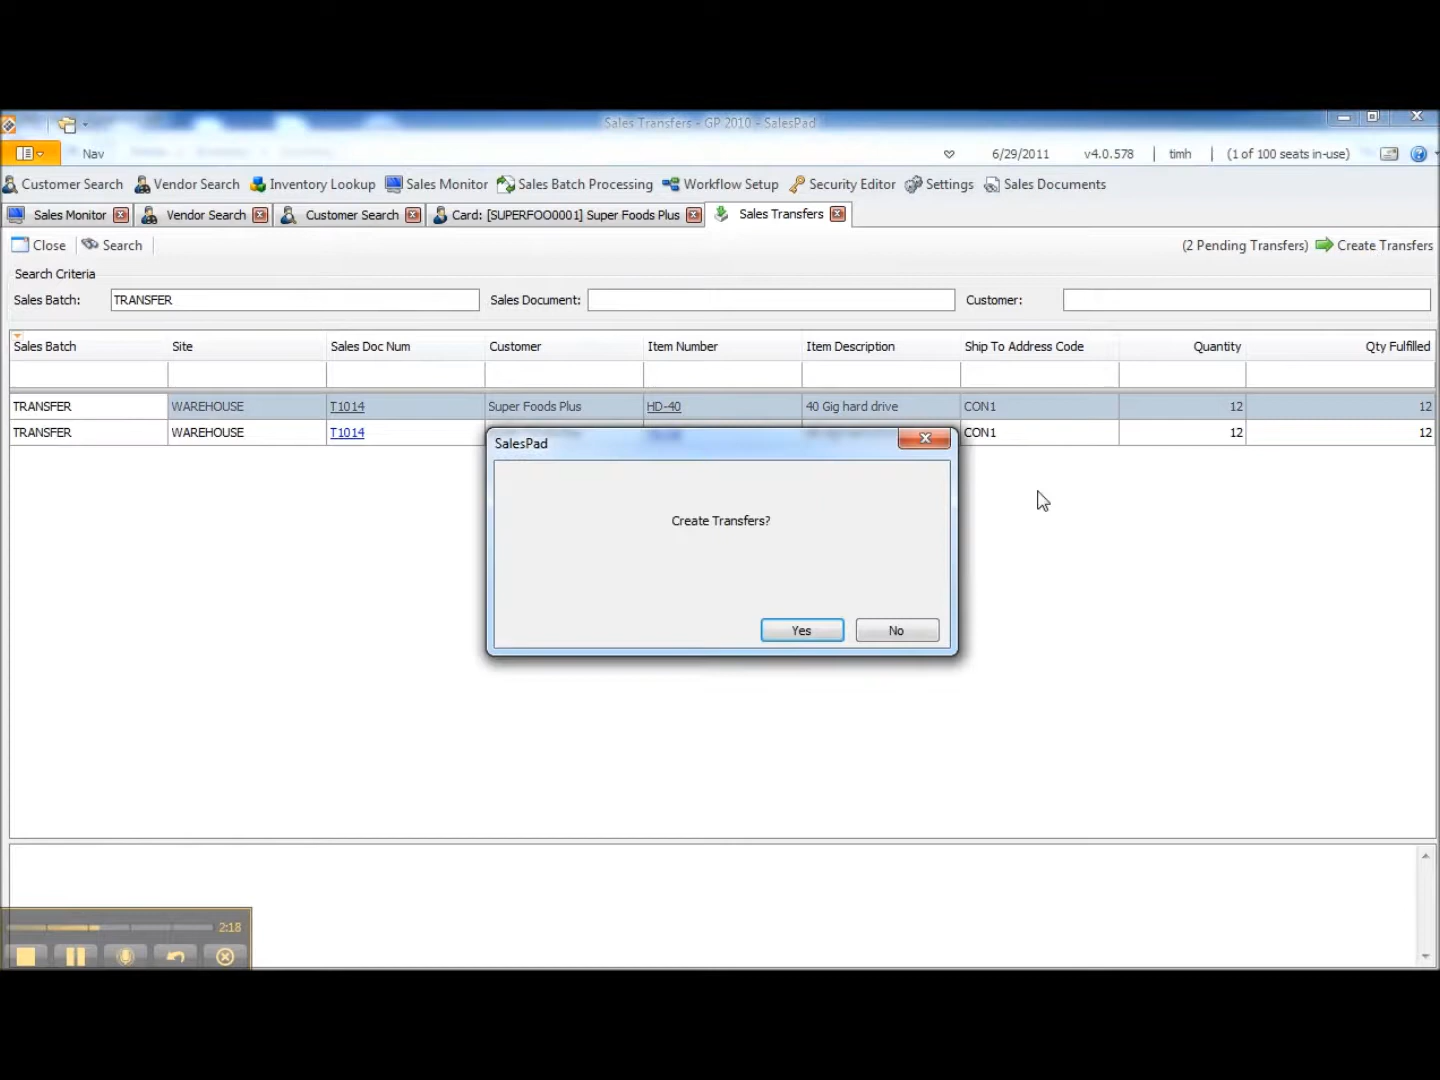 Sales Transfers - GP 2010 - SalesPad
Nav 6/29/2011 v4.0.578 | timh | (1 of 100 seats in-use)
Customer Search Vendor Search Inventory Lookup Sales Monitor Sales Batch Processing Workflow Setup Security Editor Settings Sales Documents
Sales Monitor Vendor Search Customer Search Card: [SUPERFOO0001] Super Foods Plus Sales Transfers
Close Search (2 Pending Transfers) Create Transfers
Search Criteria
Sales Batch: TRANSFER Sales Document: Customer:
Sales Batch Site Sales Doc Num Customer Item Number Item Description Ship To Address Code Quantity Qty Fulfilled
TRANSFER WAREHOUSE T1014 Super Foods Plus HD-40 40 Gig hard drive CON1 12 12
TRANSFER WAREHOUSE T1014 CON1 12 12
SalesPad
Create Transfers?
Yes No
2:18